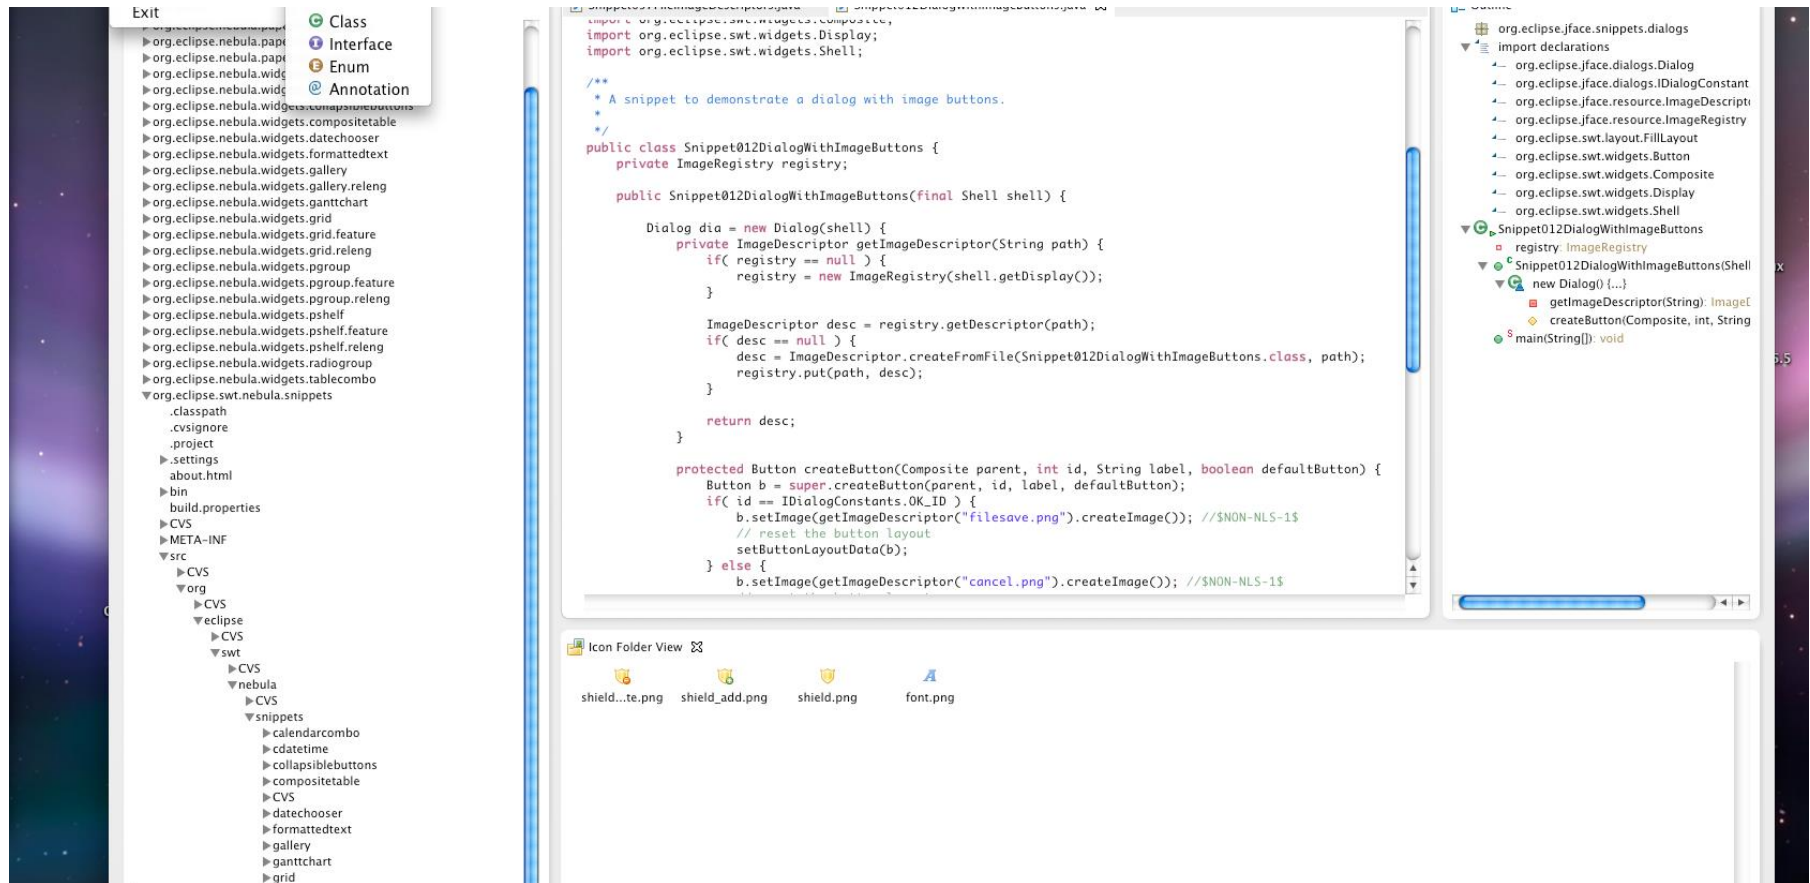 Exit
Class
Interface
Enum
Annotation
org.eclipse.nebula.widgets.collapsiblebuttons
org.eclipse.nebula.widgets.compositetable
org.eclipse.nebula.widgets.datechooser
org.eclipse.nebula.widgets.formattedtext
org.eclipse.nebula.widgets.gallery
org.eclipse.nebula.widgets.gallery.releng
org.eclipse.nebula.widgets.ganttchart
org.eclipse.nebula.widgets.grid
org.eclipse.nebula.widgets.grid.feature
org.eclipse.nebula.widgets.grid.releng
org.eclipse.nebula.widgets.pgroup
org.eclipse.nebula.widgets.pgroup.feature
org.eclipse.nebula.widgets.pgroup.releng
org.eclipse.nebula.widgets.pshelf
org.eclipse.nebula.widgets.pshelf.feature
org.eclipse.nebula.widgets.pshelf.releng
org.eclipse.nebula.widgets.radiogroup
org.eclipse.nebula.widgets.tablecombo
org.eclipse.swt.nebula.snippets
.classpath
.cvsignore
.project
.settings
about.html
bin
build.properties
CVS
META-INF
src
CVS
org
CVS
eclipse
CVS
swt
CVS
nebula
CVS
snippets
calendarcombo
cdatetime
collapsiblebuttons
compositetable
CVS
datechooser
formattedtext
gallery
ganttchart
grid
import org.eclipse.swt.widgets.Composite;
import org.eclipse.swt.widgets.Display;
import org.eclipse.swt.widgets.Shell;
/**
* A snippet to demonstrate a dialog with image buttons.
*
*/
public class Snippet012DialogWithImageButtons {
private ImageRegistry registry;
public Snippet012DialogWithImageButtons(final Shell shell) {
Dialog dia = new Dialog(shell) {
private ImageDescriptor getImageDescriptor(String path) {
if( registry == null ) {
registry = new ImageRegistry(shell.getDisplay());
}
ImageDescriptor desc = registry.getDescriptor(path);
if( desc == null ) {
desc = ImageDescriptor.createFromFile(Snippet012DialogWithImageButtons.class, path);
registry.put(path, desc);
}
return desc;
}
protected Button createButton(Composite parent, int id, String label, boolean defaultButton) {
Button b = super.createButton(parent, id, label, defaultButton);
if( id == IDialogConstants.OK_ID ) {
b.setImage(getImageDescriptor("filesave.png").createImage()); //$NON-NLS-1$
// reset the button layout
setButtonLayoutData(b);
} else {
b.setImage(getImageDescriptor("cancel.png").createImage()); //$NON-NLS-1$
org.eclipse.jface.snippets.dialogs
import declarations
org.eclipse.jface.dialogs.Dialog
org.eclipse.jface.dialogs.IDialogConstant
org.eclipse.jface.resource.ImageDescript
org.eclipse.jface.resource.ImageRegistry
org.eclipse.swt.layout.FillLayout
org.eclipse.swt.widgets.Button
org.eclipse.swt.widgets.Composite
org.eclipse.swt.widgets.Display
org.eclipse.swt.widgets.Shell
Snippet012DialogWithImageButtons
registry: ImageRegistry
Snippet012DialogWithImageButtons(Shell
new Dialog() {...}
getImageDescriptor(String): Image
createButton(Composite, int, String
main(String[]): void
Icon Folder View
shield...te.png shield_add.png shield.png font.png